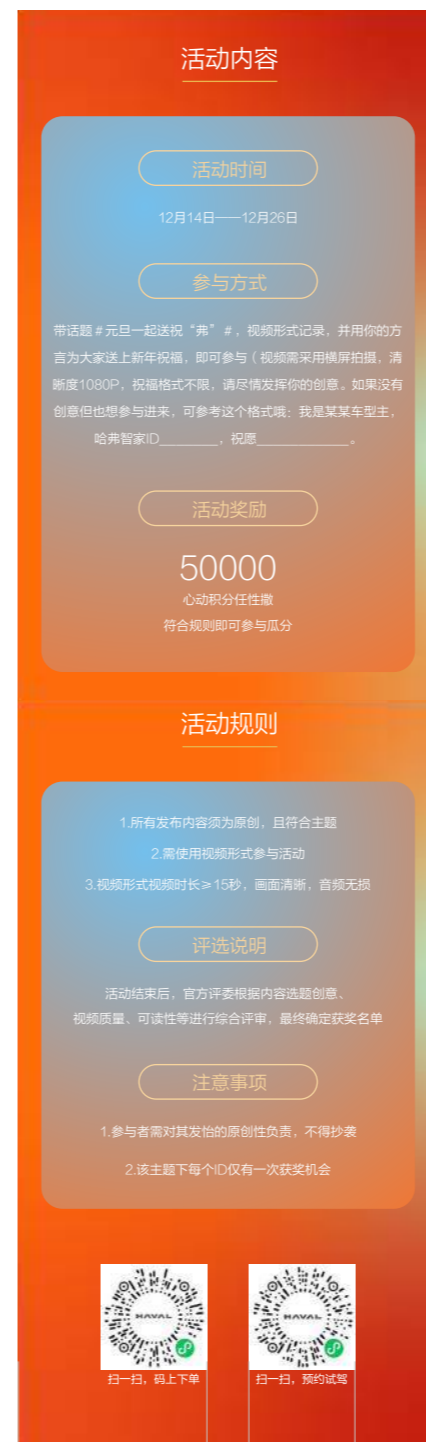 活动内容
活动时间
12月14日——12月26日
参与方式
带话题#元旦一起送祝“弗”#，视频形式记录，并用你的方
言为大家送上新年祝福，即可参与（视频需采用横屏拍摄，清
晰度1080P，祝福格式不限，请尽情发挥你的创意。如果没有
创意但也想参与进来，可参考这个格式哦：我是某某车型主，
哈弗智家ID________，祝愿_____________。
活动奖励
50000
心动积分任性撒
符合规则即可参与瓜分
活动规则
1.所有发布内容须为原创，且符合主题
2.需使用视频形式参与活动
3.视频形式视频时长≥15秒，画面清晰，音频无损
评选说明
活动结束后，官方评委根据内容选题创意、
视频质量、可读性等进行综合评审，最终确定获奖名单
注意事项
1.参与者需对其发怡的原创性负责，不得抄袭
2.该主题下每个ID仅有一次获奖机会
HAVAL
HAVAL
扫一扫，码上下单
扫一扫，预约试驾